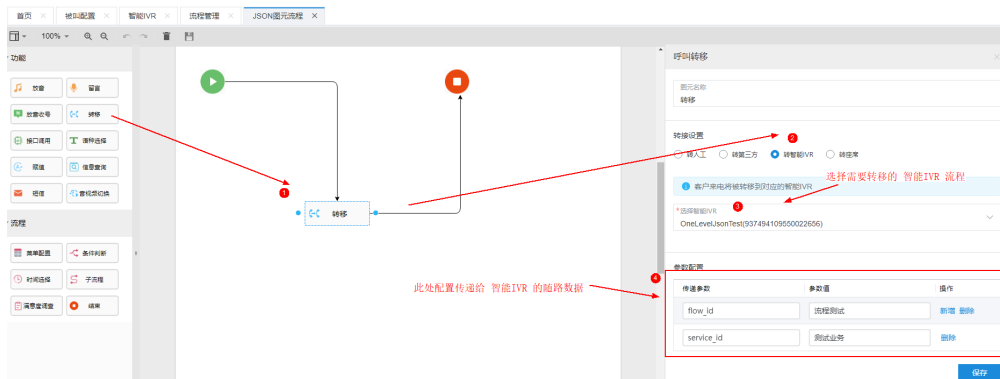 首页 × 被叫配置 × 智能IVR × 流程管理 × JSON图元流程 ×
100%
功能
放音 留言
放音收号 转移
接口调用 语种选择
赋值 信息查询
短信 音视频切换
流程
菜单配置 条件判断
时间选择 子流程
满意度调查 结束
1
转移
此处配置传递给 智能IVR 的随路数据
呼叫转移 ×
图元名称
转移
转接设置
2
转人工 转第三方 转智能IVR 转座席
选择需要转移的 智能IVR 流程
客户来电将被转移到对应的智能IVR
3
*选择智能IVR
OneLevelJsonTest(937494109550022656)
参数配置
4
传递参数 参数值 操作
flow_id 流程测试 新增 删除
service_id 测试业务 删除
保存